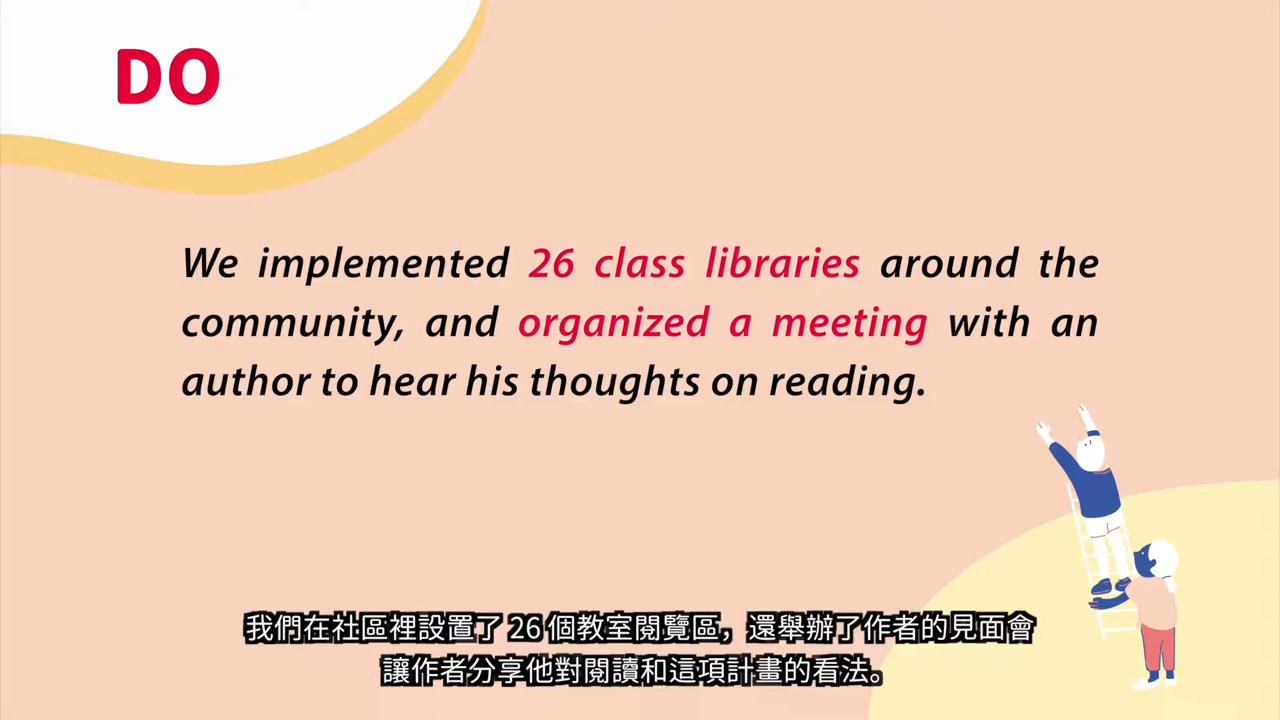 DO
We implemented 26 class libraries around the
community, and organized a meeting with an
author to hear his thoughts on reading.
我們在社區裡設置了 26 個教室閱覽區，還舉辦了作者的見面會
讓作者分享他對閱讀和這項計畫的看法。